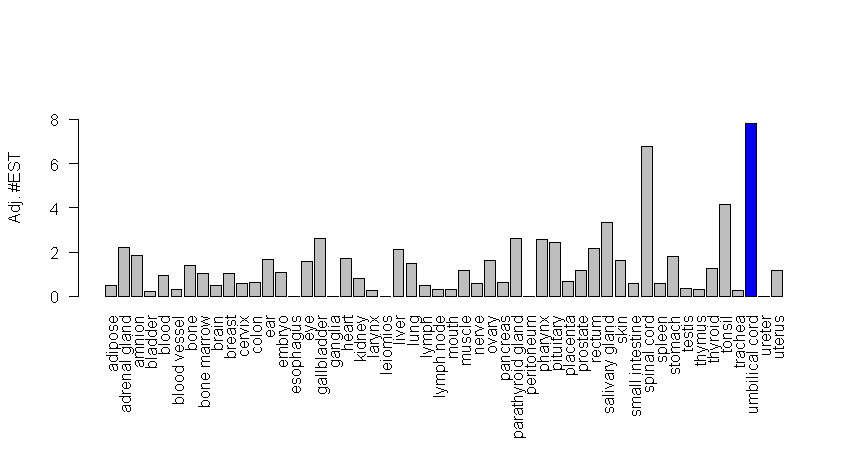 Adj. #EST
8
6
4
2
0
adipose
adrenal gland
amnion
bladder
blood
blood vessel
bone
bone marrow
brain
breast
cervix
colon
ear
embryo
esophagus
eye
gallbladder
ganglia
heart
kidney
larynx
leiomios
liver
lung
lymph
lymph node
mouth
muscle
nerve
ovary
pancreas
parathyroid gland
peritoneum
pharynx
pituitary
placenta
prostate
rectum
salivary gland
skin
small intestine
spinal cord
spleen
stomach
testis
thymus
thyroid
tonsil
trachea
umbilical cord
ureter
uterus